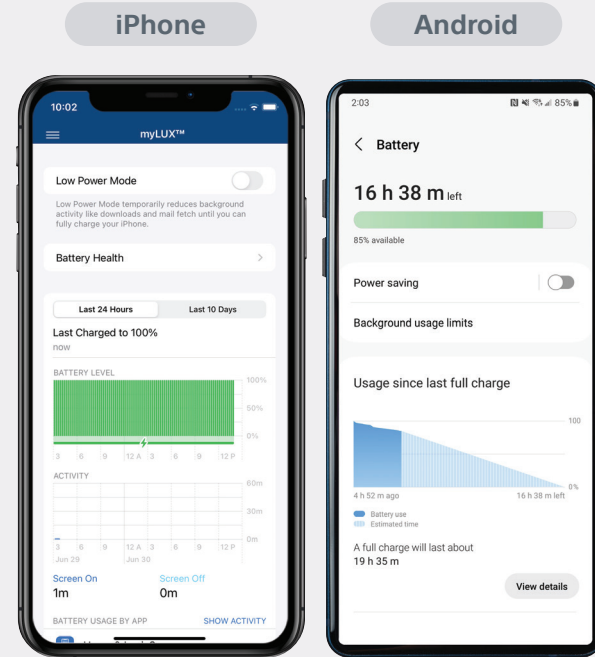 iPhone
Android
10:02
myLUX™
Low Power Mode
Low Power Mode temporarily reduces background
activity like downloads and mail fetch until you can
fully charge your iPhone.
Battery Health
Last 24 Hours Last 10 Days
Last Charged to 100%
now
BATTERY LEVEL
100%
50%
0%
3 6 9 12 A 3 6 9 12 P
ACTIVITY
60m
30m
0m
3 6 9 12 A 3 6 9 12 P
Jun 29 Jun 30
Screen On Screen Off
1m 0m
BATTERY USAGE BY APP SHOW ACTIVITY
2:03 85%
Battery
16 h 38 m left
85% available
Power saving
Background usage limits
Usage since last full charge
100
0%
4 h 52 m ago 16 h 38 m left
Battery use
Estimated time
A full charge will last about
19 h 35 m
View details